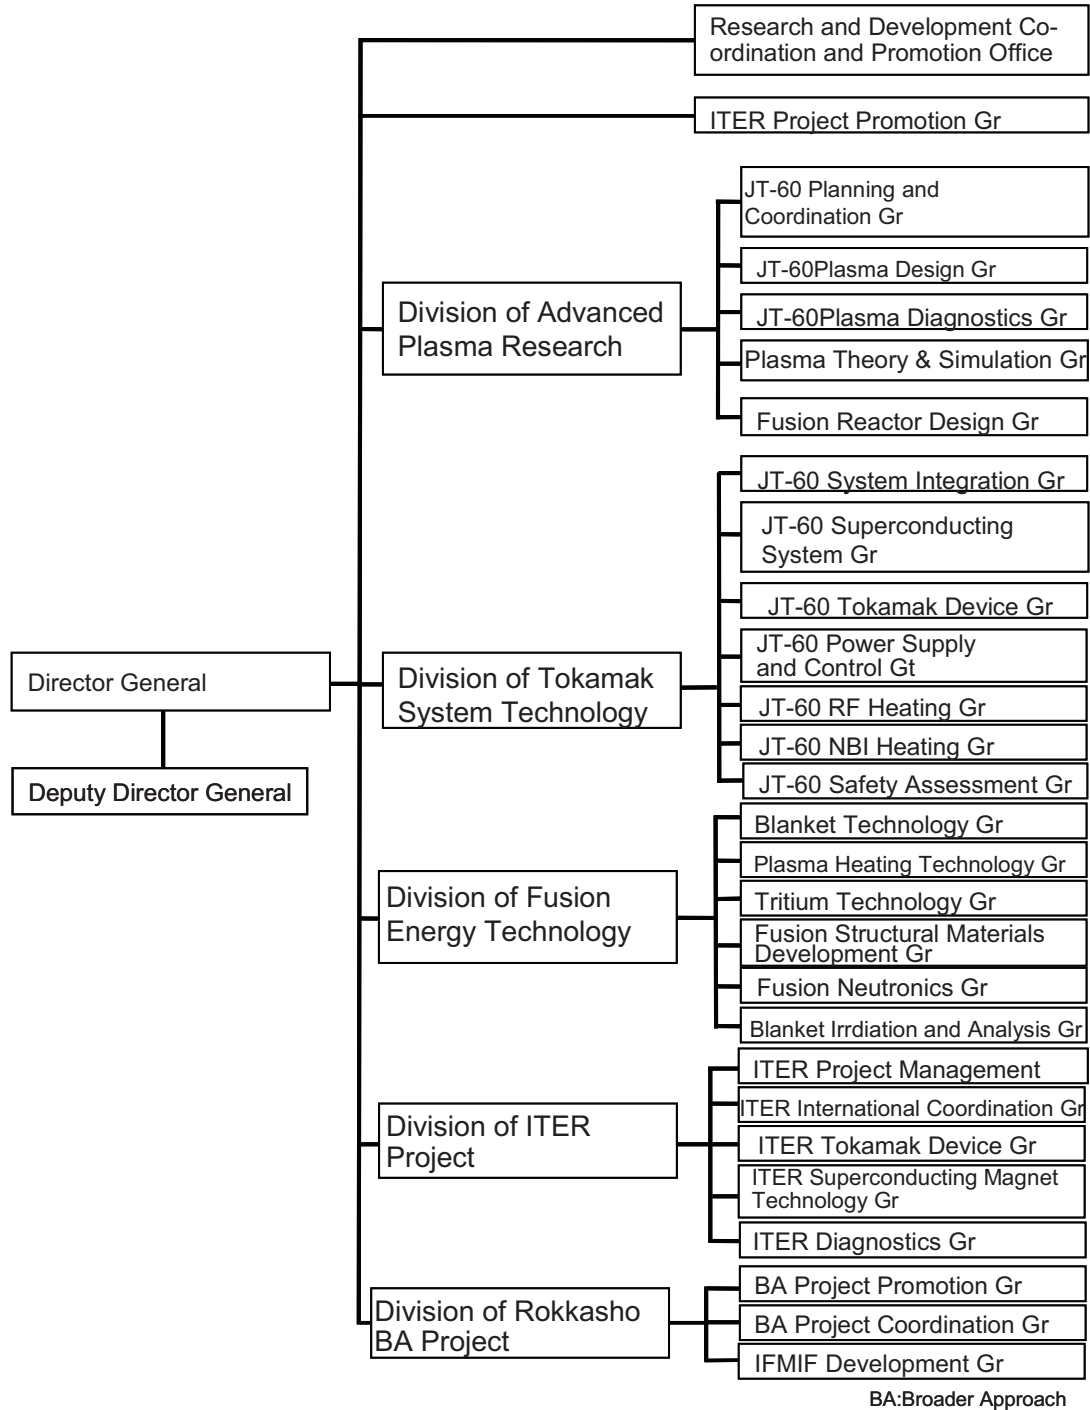 Research and Development Co-
ordination and Promotion Office
ITER Project Promotion Gr
JT-60 Planning and
Coordination Gr
JT-60Plasma Design Gr
JT-60Plasma Diagnostics Gr
Plasma Theory & Simulation Gr
Fusion Reactor Design Gr
Division of Advanced
Plasma Research
JT-60 System Integration Gr
JT-60 Superconducting
System Gr
JT-60 Tokamak Device Gr
JT-60 Power Supply
and Control Gt
JT-60 RF Heating Gr
JT-60 NBI Heating Gr
JT-60 Safety Assessment Gr
Division of Tokamak
System Technology
Director General
Deputy Director General
Blanket Technology Gr
Plasma Heating Technology Gr
Tritium Technology Gr
Fusion Structural Materials
Development Gr
Fusion Neutronics Gr
Blanket Irrdiation and Analysis Gr
Division of Fusion
Energy Technology
ITER Project Management
ITER International Coordination Gr
ITER Tokamak Device Gr
ITER Superconducting Magnet
Technology Gr
ITER Diagnostics Gr
Division of ITER
Project
BA Project Promotion Gr
BA Project Coordination Gr
IFMIF Development Gr
Division of Rokkasho
BA Project
BA:Broader Approach